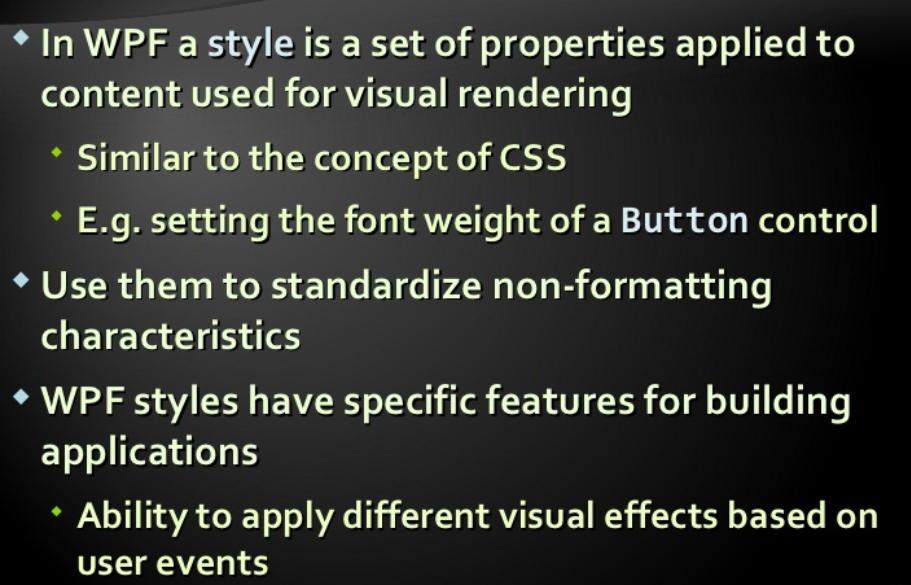 In WPF a style is a set of properties applied to
content used for visual rendering
Similar to the concept of CSS
E.g. setting the font weight of a Button control
Use them to standardize non-formatting
characteristics
WPF styles have specific features for building
applications
Ability to apply different visual effects based on
user events